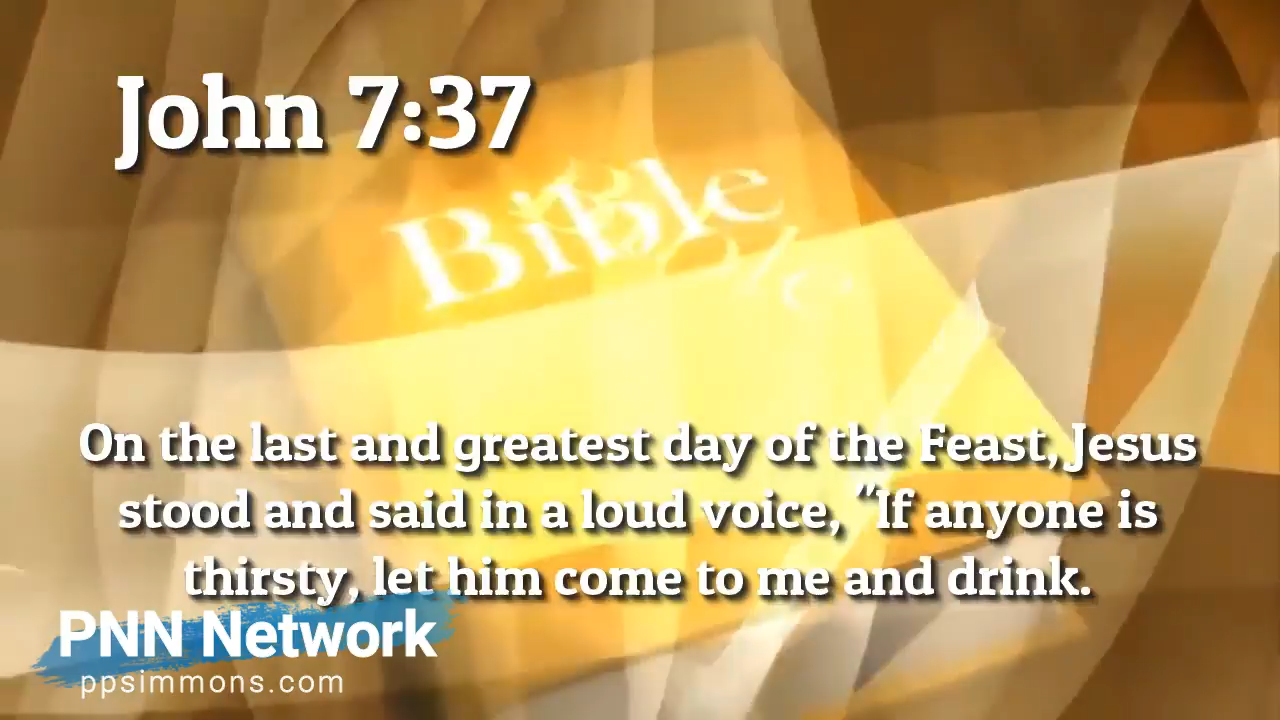 John 7:37
Bible
On the last and greatest day of the Feast, Jesus
stood and said in a loud voice, "If anyone is
thirsty, let him come to me and drink.
PNN Network
ppsimmons.com